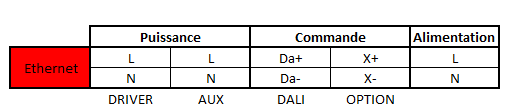 Puissance Commande Alimentation
Ethernet
L L Da+ X+ L
N N Da- X- N
DRIVER AUX DALI OPTION